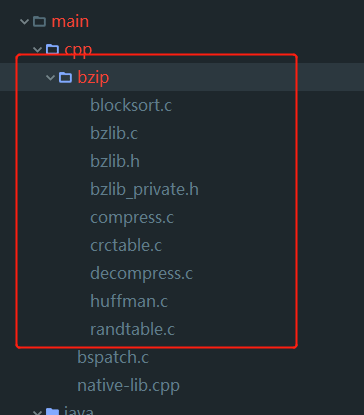 main
cpp
bzip
blocksort.c
bzlib.c
bzlib.h
bzlib_private.h
compress.c
crctable.c
decompress.c
huffman.c
randtable.c
bspatch.c
native-lib.cpp
java